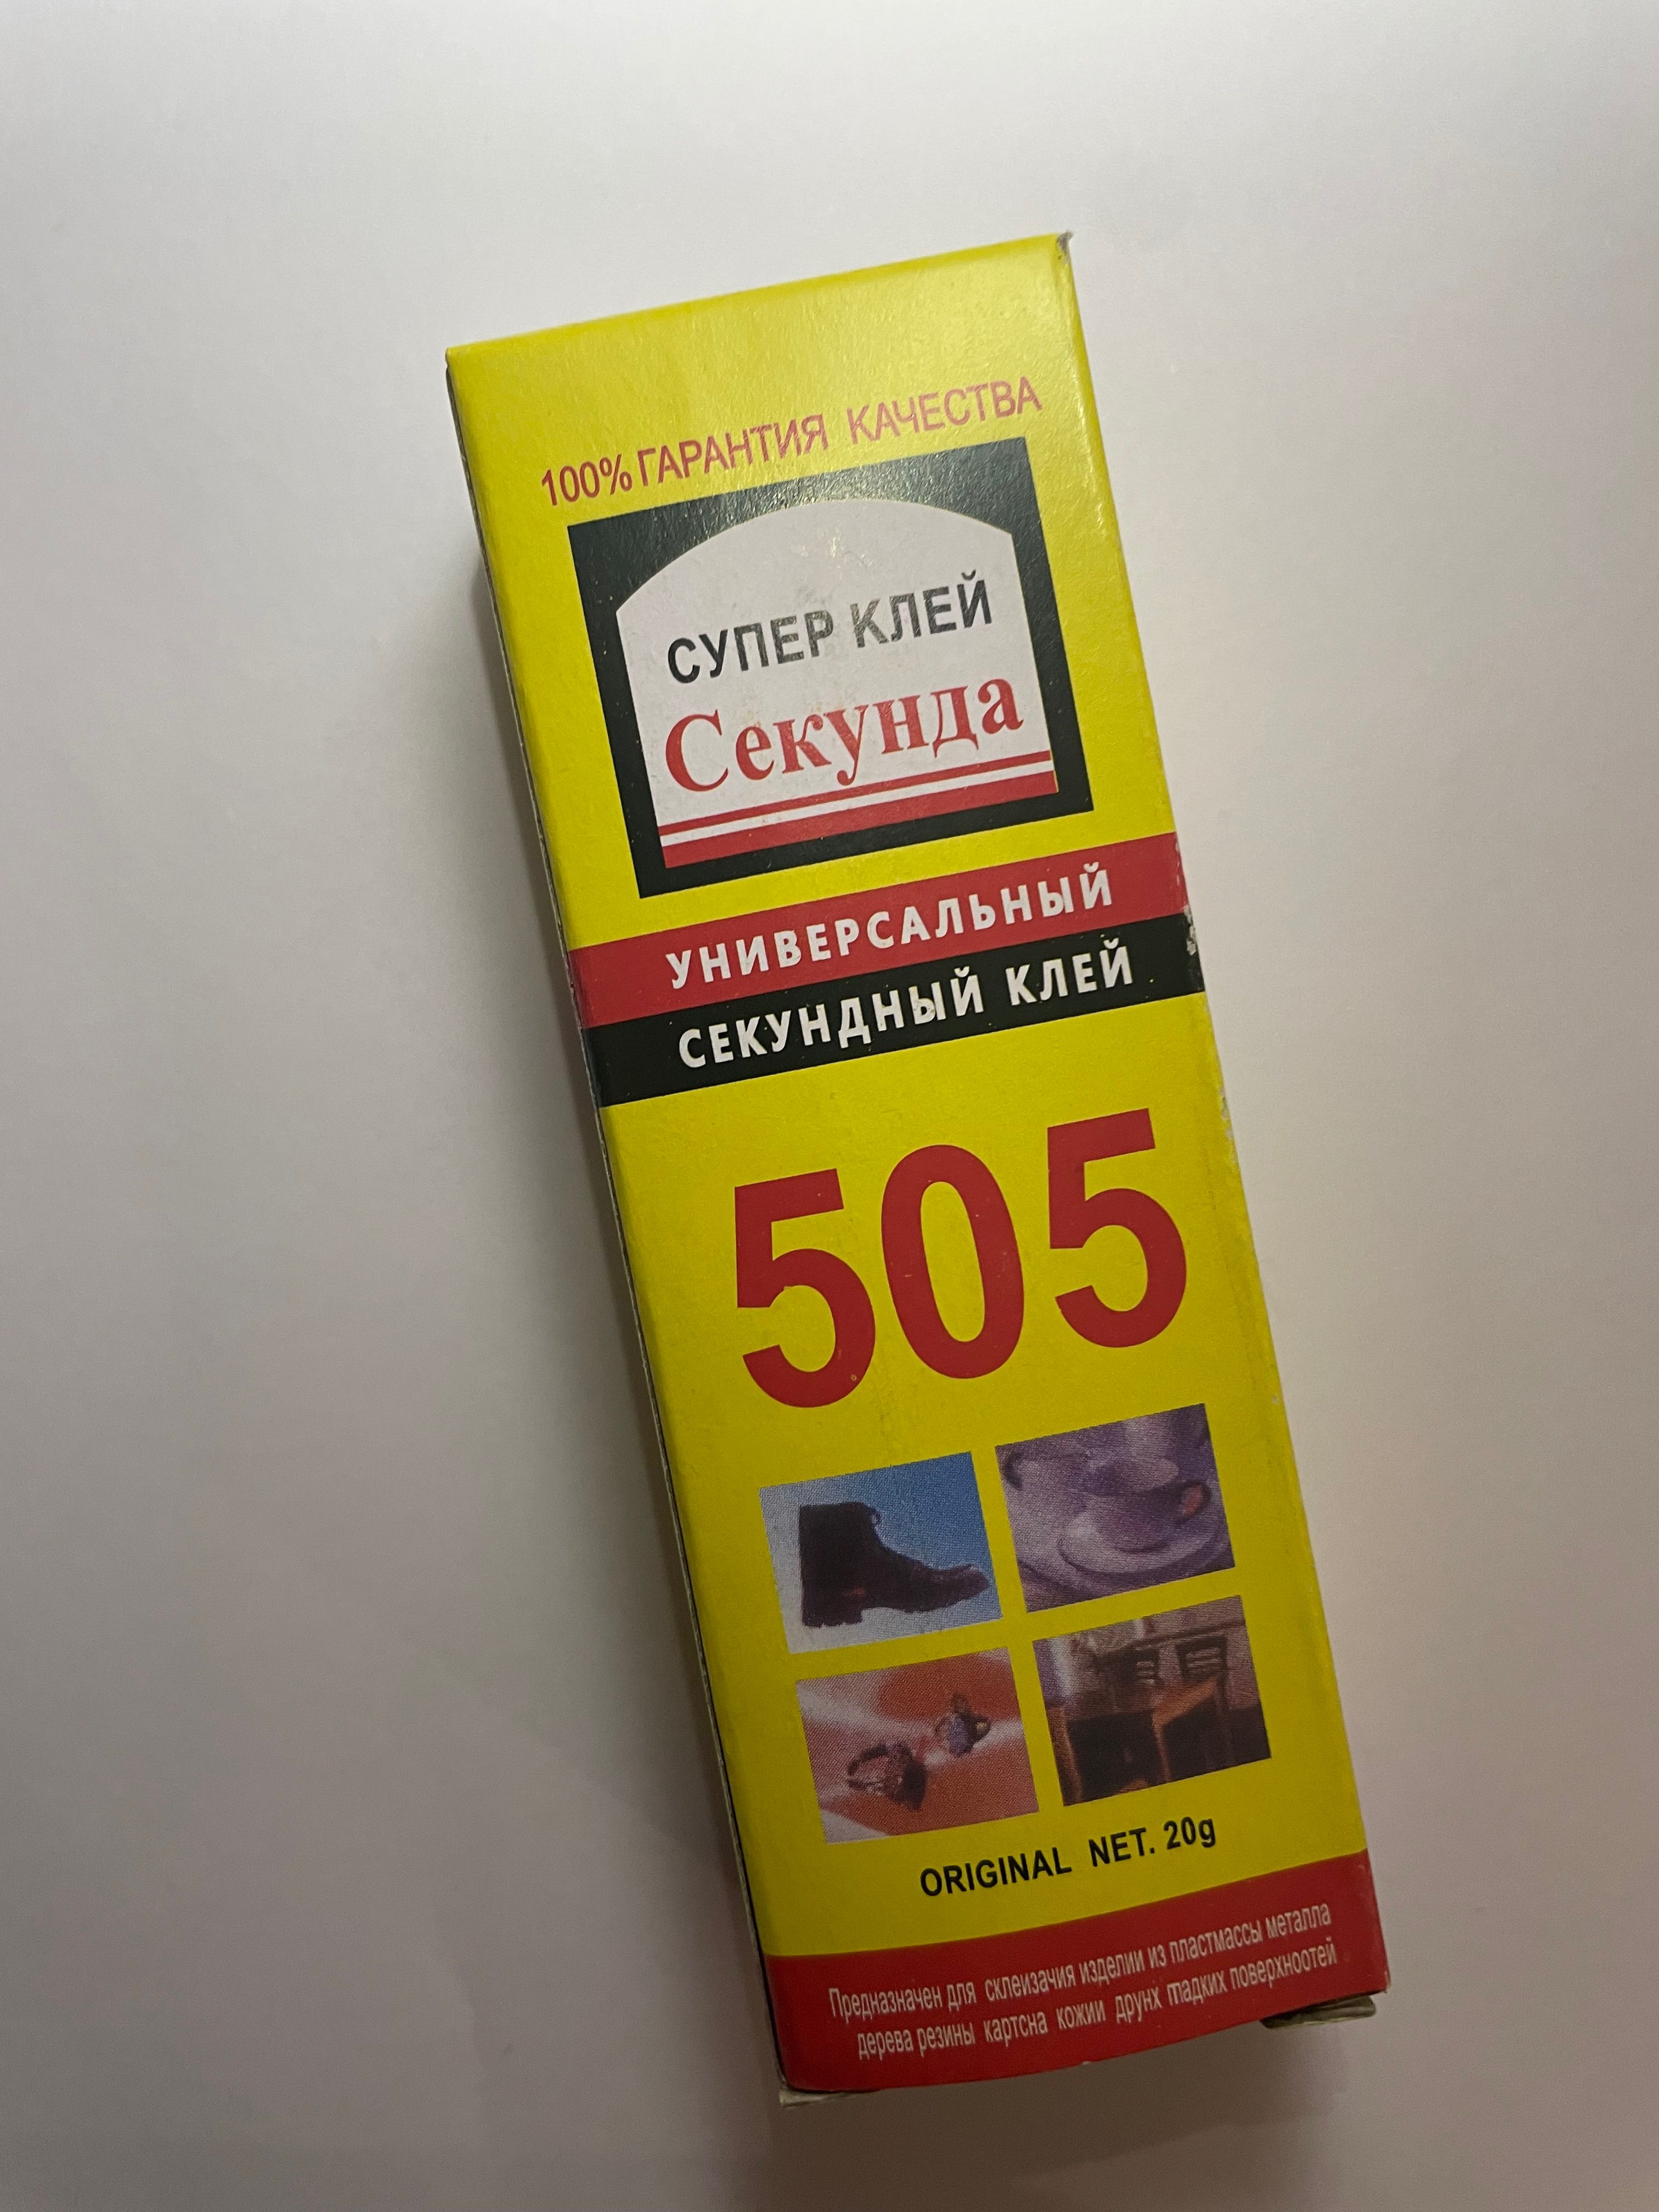 100% ГАРАНТИЯ КАЧЕСТВА
СУПЕР КЛЕЙ
Секунда
УНИВЕРСАЛЬНЫЙ
СЕКУНДНЫЙ КЛЕЙ
505
ORIGINAL NET. 20g
Предназначен для склеизачия изделии из пластмассы металла
дерева резины картсна кожии друнх гладких поверхноотей